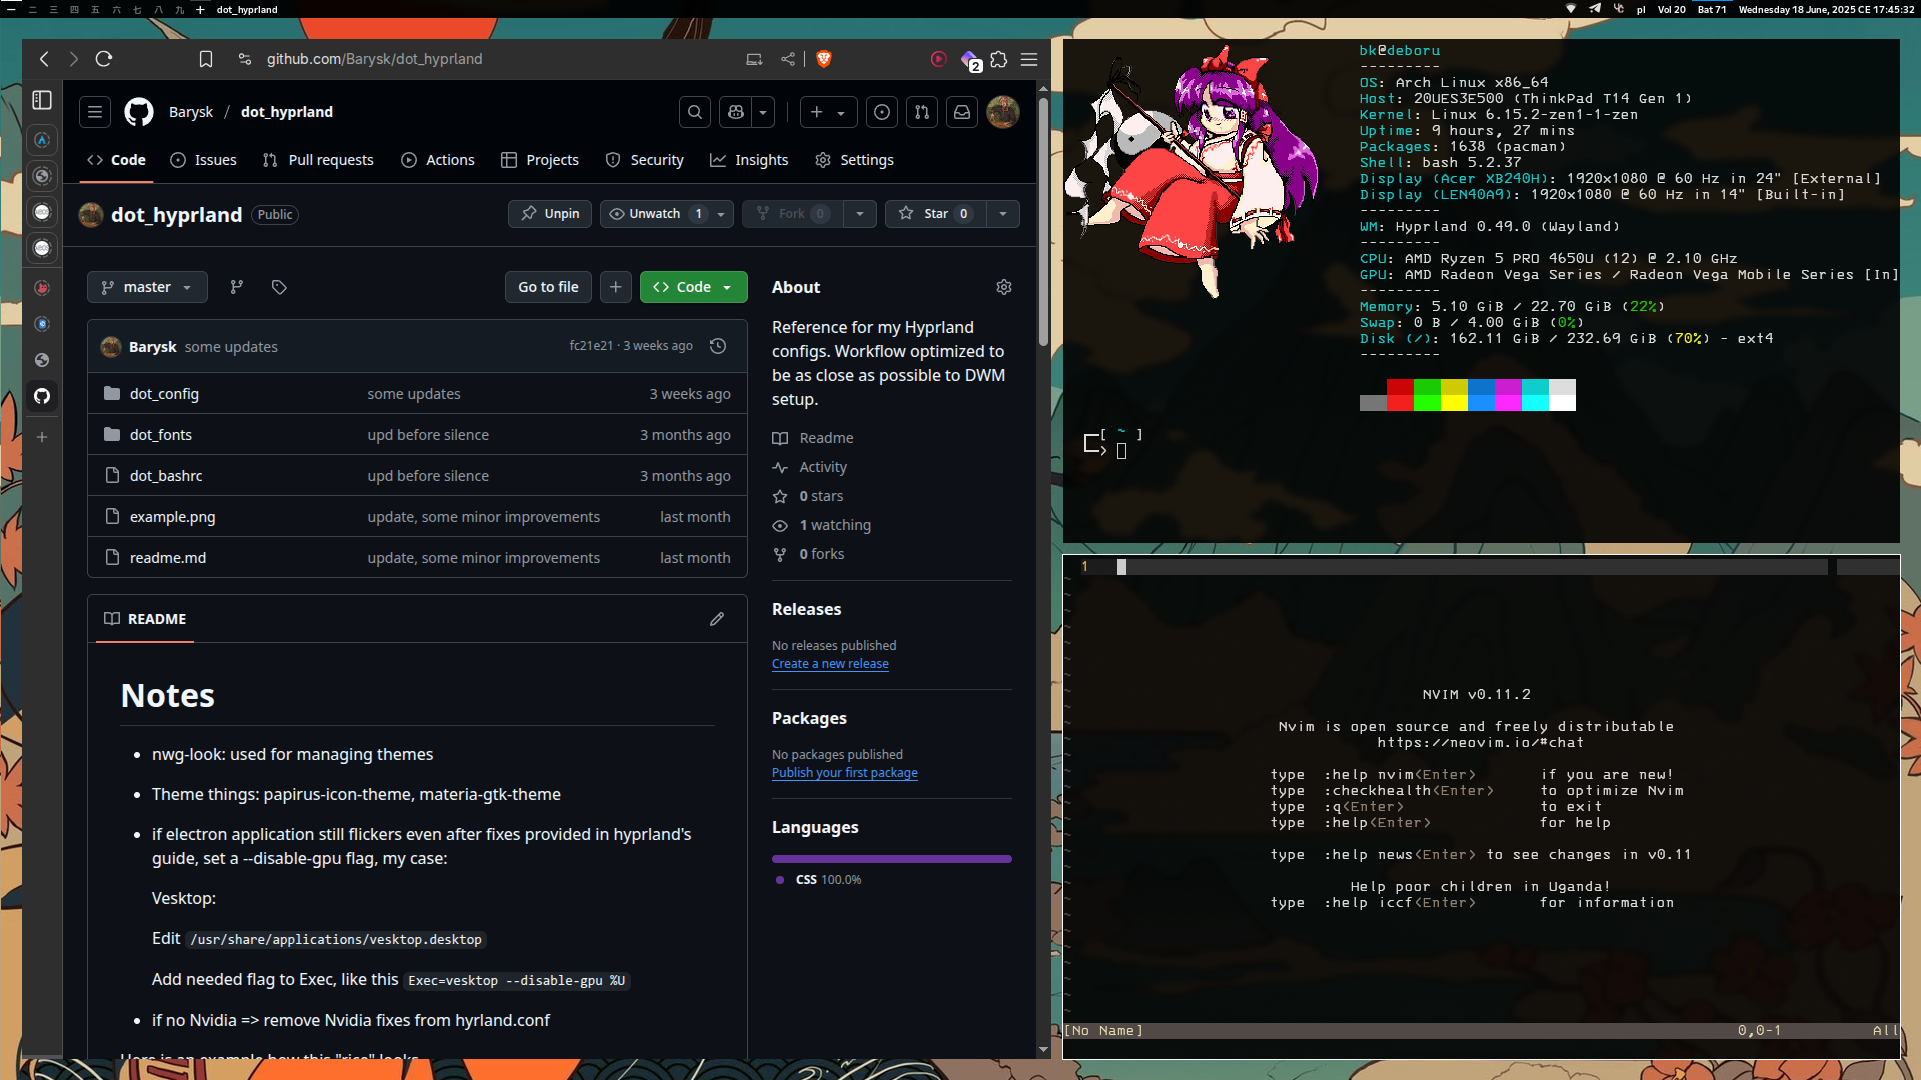 一 二 三 四 五 六 七 八 九 + dot_hyprland
pl Vol 20 Bat 71 Wednesday 18 June, 2025 CE 17:45:32
github.com/Barysk/dot_hyprland
2
Barysk / dot_hyprland
Code Issues Pull requests Actions Projects Security Insights Settings
dot_hyprland Public
Unpin Unwatch 1 Fork 0 Star 0
master Go to file Code
Barysk some updates fc21e21 · 3 weeks ago
dot_config some updates 3 weeks ago
dot_fonts upd before silence 3 months ago
dot_bashrc upd before silence 3 months ago
example.png update, some minor improvements last month
readme.md update, some minor improvements last month
README
Notes
• nwg-look: used for managing themes
• Theme things: papirus-icon-theme, materia-gtk-theme
• if electron application still flickers even after fixes provided in hyprland's
guide, set a --disable-gpu flag, my case:
Vesktop:
Edit /usr/share/applications/vesktop.desktop
Add needed flag to Exec, like this Exec=vesktop --disable-gpu %U
• if no Nvidia => remove Nvidia fixes from hyrland.conf
Here is an example how this "rice" looks
About
Reference for my Hyprland
configs. Workflow optimized to
be as close as possible to DWM
setup.
Readme
Activity
0 stars
1 watching
0 forks
Releases
No releases published
Create a new release
Packages
No packages published
Publish your first package
Languages
CSS 100.0%
bk@deboru
---------
OS: Arch Linux x86_64
Host: 20UES3E500 (ThinkPad T14 Gen 1)
Kernel: Linux 6.15.2-zen1-1-zen
Uptime: 9 hours, 27 mins
Packages: 1638 (pacman)
Shell: bash 5.2.37
Display (Acer XB240H): 1920x1080 @ 60 Hz in 24" [External]
Display (LEN40A9): 1920x1080 @ 60 Hz in 14" [Built-in]
---------
WM: Hyprland 0.49.0 (Wayland)
---------
CPU: AMD Ryzen 5 PRO 4650U (12) @ 2.10 GHz
GPU: AMD Radeon Vega Series / Radeon Vega Mobile Series [In]
---------
Memory: 5.10 GiB / 22.70 GiB (22%)
Swap: 0 B / 4.00 GiB (0%)
Disk (/): 162.11 GiB / 232.69 GiB (70%) - ext4
---------
[ ~ ]
>
1
NVIM v0.11.2
Nvim is open source and freely distributable
https://neovim.io/#chat
type :help nvim<Enter> if you are new!
type :checkhealth<Enter> to optimize Nvim
type :q<Enter> to exit
type :help<Enter> for help
type :help news<Enter> to see changes in v0.11
Help poor children in Uganda!
type :help iccf<Enter> for information
[No Name] 0,0-1 All